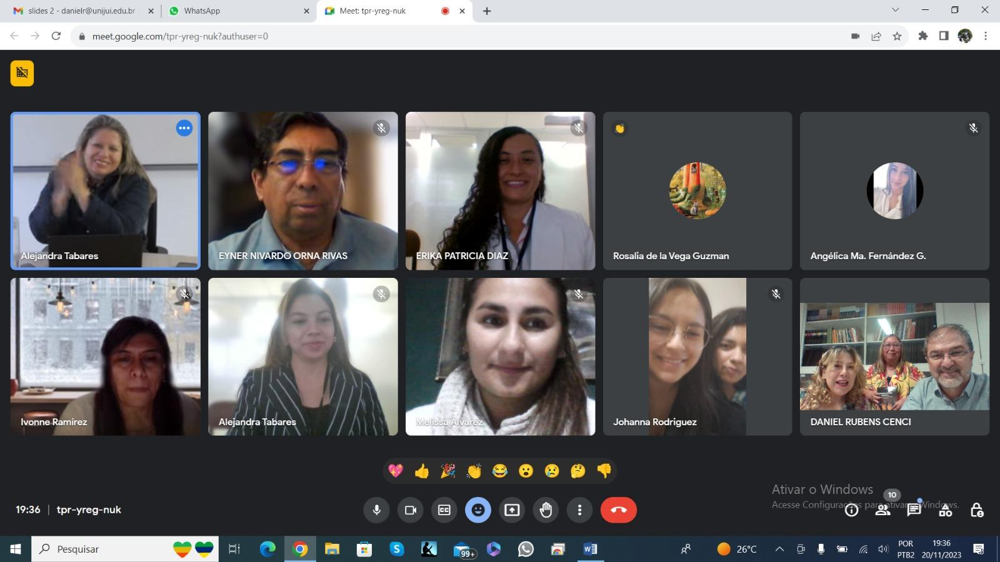 slides 2 - danielr@unijui.edu.br
WhatsApp
Meet: tpr-yreg-nuk
meet.google.com/tpr-yreg-nuk?authuser=0
Alejandra Tabares
EYNER NIVARDO ORNA RIVAS
ERIKA PATRICIA DIAZ
Rosalia de la Vega Guzman
Angélica Ma. Fernández G.
Ivonne Ramírez
Alejandra Tabares
Melissa Alvarez
Johanna Rodriguez
DANIEL RUBENS CENCI
CC
Ativar o Windows
Acesse Configurações para ativar o Windows.
10
19:36
tpr-yreg-nuk
Pesquisar
99+
26°C
POR
PTB2
19:36
20/11/2023